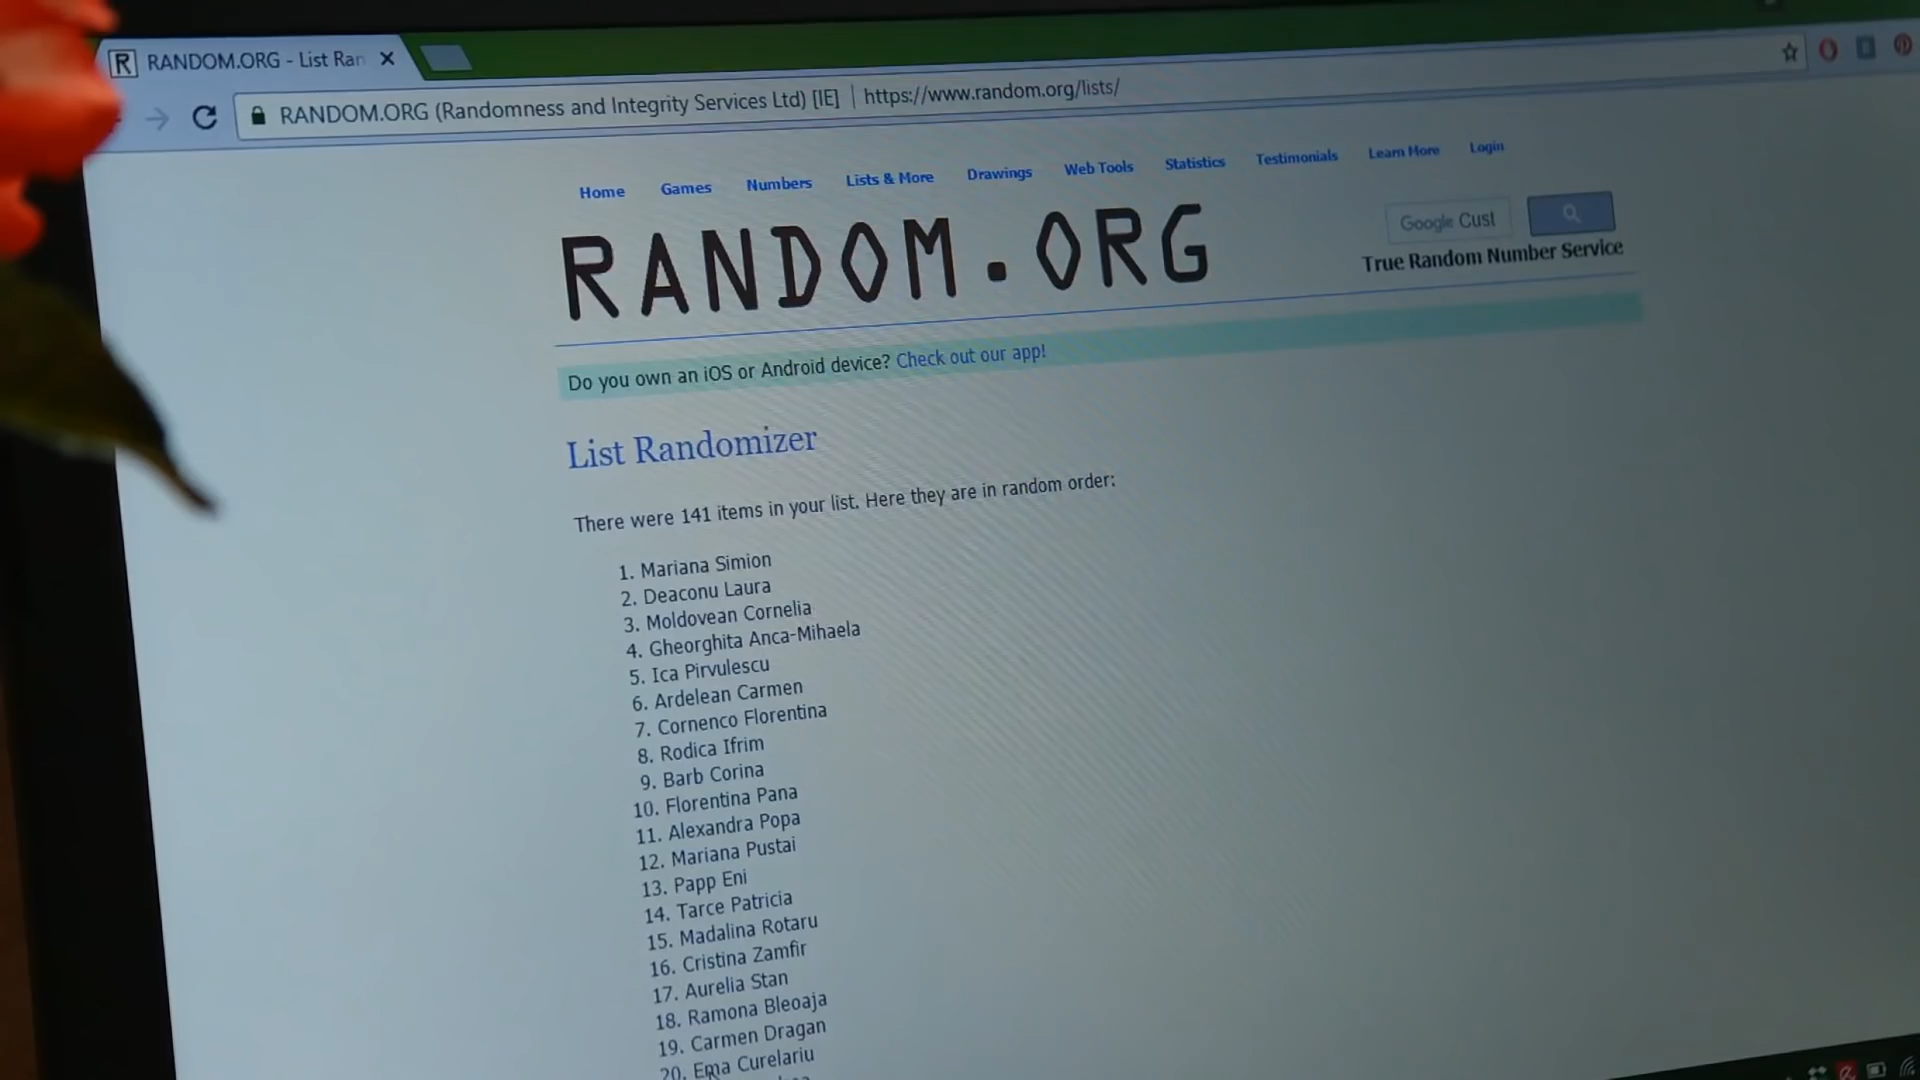 RANDOM.ORG - List Ran
RANDOM.ORG (Randomness and Integrity Services Ltd) [IE] https://www.random.org/lists/
Home Games Numbers Lists & More Drawings Web Tools Statistics Testimonials Learn More Login
RANDOM.ORG
Google Cust
True Random Number Service
Do you own an iOS or Android device? Check out our app!
List Randomizer
There were 141 items in your list. Here they are in random order:
1. Mariana Simion
2. Deaconu Laura
3. Moldovean Cornelia
4. Gheorghita Anca-Mihaela
5. Ica Pirvulescu
6. Ardelean Carmen
7. Cornenco Florentina
8. Rodica Ifrim
9. Barb Corina
10. Florentina Pana
11. Alexandra Popa
12. Mariana Pustai
13. Papp Eni
14. Tarce Patricia
15. Madalina Rotaru
16. Cristina Zamfir
17. Aurelia Stan
18. Ramona Bleoaja
19. Carmen Dragan
20. Ema Curelariu